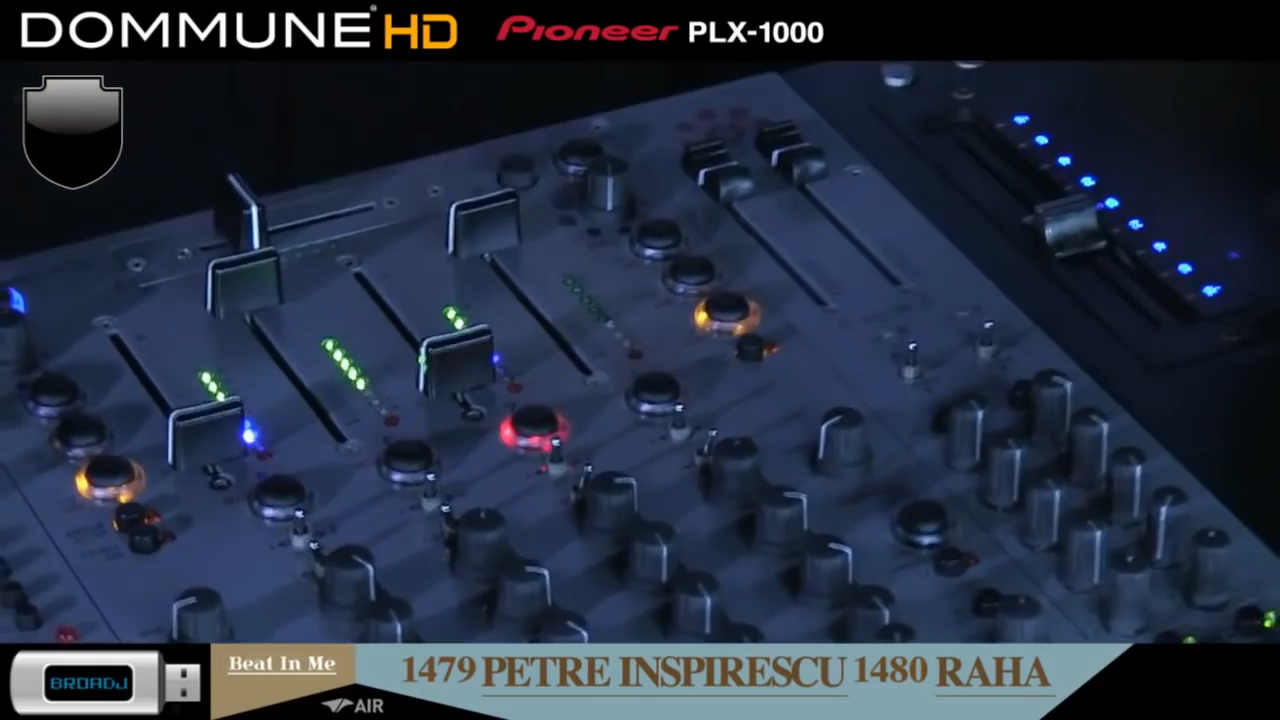 DOMMUNE HD Pioneer PLX-1000
BROADJ
Beat In Me
AIR
1479 PETRE INSPIRESCU 1480 RAHA